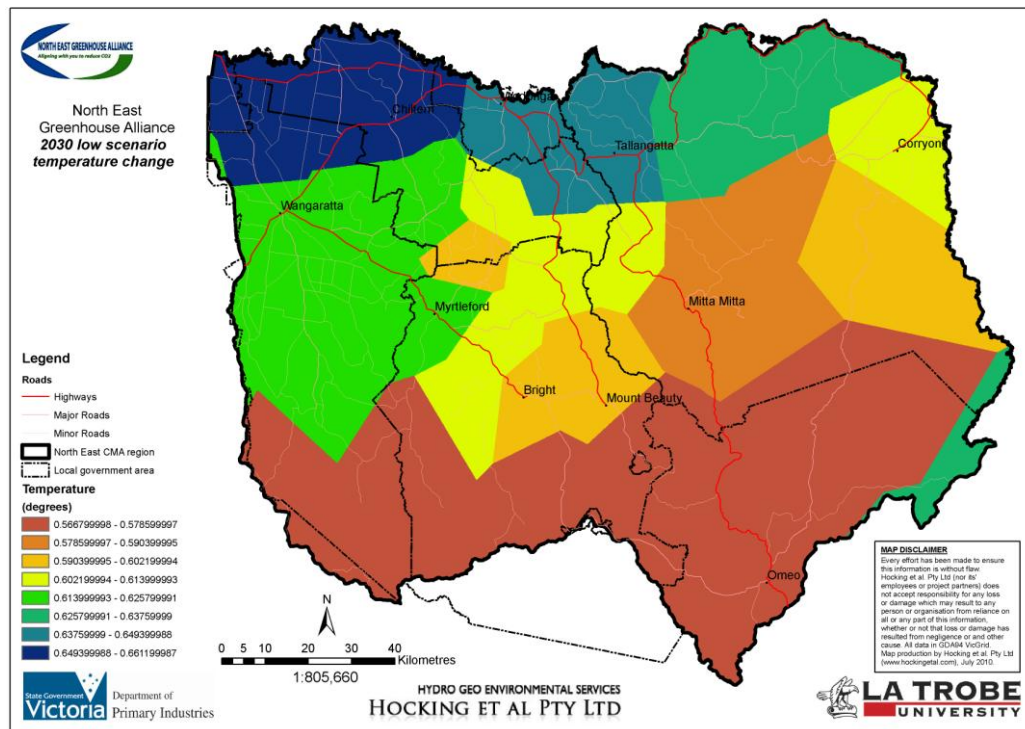 NORTH EAST GREENHOUSE ALLIANCE
Aligning with you to reduce CO2
North East
Greenhouse Alliance
2030 low scenario
temperature change
Chiltern
Tallangatta
Corryon
Wangaratta
Myrtleford
Mitta Mitta
Bright
Mount Beauty
Omeo
Legend
Roads
Highways
Major Roads
Minor Roads
North East CMA region
Local government area
Temperature
(degrees)
0.566799998 - 0.578599997
0.578599997 - 0.590399995
0.590399995 - 0.602199994
0.602199994 - 0.613999993
0.613999993 - 0.625799991
0.625799991 - 0.63759999
0.63759999 - 0.649399988
0.649399988 - 0.661199987
N
0 5 10 20 30 40
Kilometres
1:805,660
MAP DISCLAIMER
Every effort has been made to ensure
this information is without flaw.
Hocking et al. Pty Ltd (nor its'
employees or project partners) does
not accept responsibility for any loss
or damage which may result to any
person or organisation from reliance on
all or any part of this information,
whether or not that loss or damage has
resulted from negligence or and other
cause. All data in GDA94 VicGrid.
Map production by Hocking et al. Pty Ltd
(www.hockingetal.com), July 2010.
State Government
Victoria
Department of
Primary Industries
HYDRO GEO ENVIRONMENTAL SERVICES
HOCKING ET AL PTY LTD
LA TROBE
UNIVERSITY